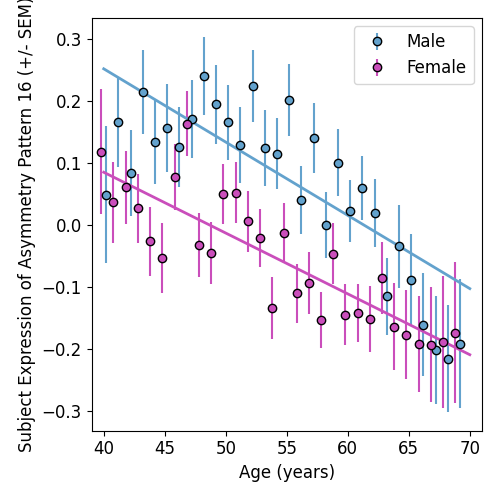 Subject Expression of Asymmetry Pattern 16 (+/- SEM)
0.3
0.2
0.1
0.0
−0.1
−0.2
−0.3
Male
Female
40 45 50 55 60 65 70
Age (years)